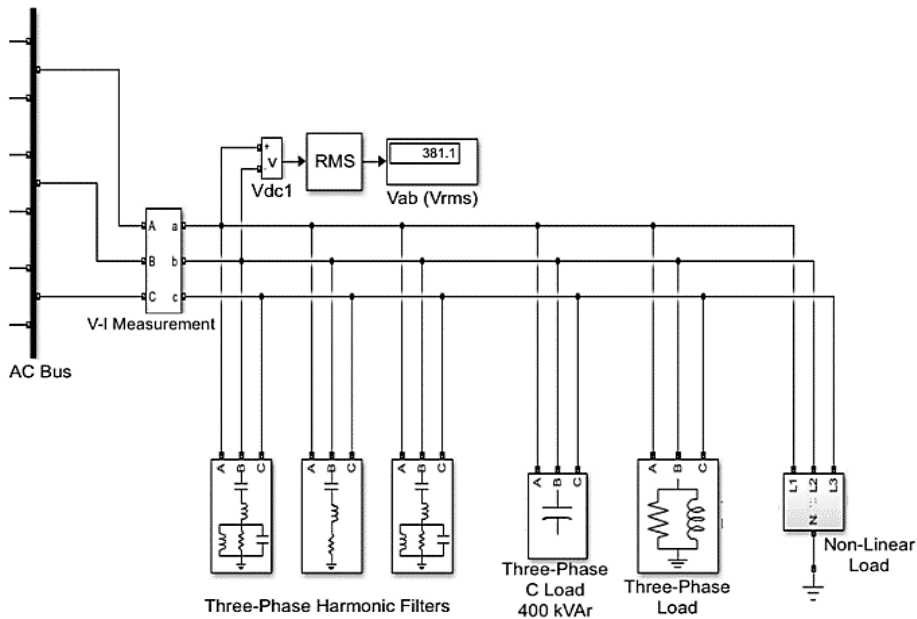 381.1
+
-
V
RMS
Vdc1
Vab (Vrms)
A a
B b
C c
V-I Measurement
AC Bus
A B C
A B C
A B C
A B C
A B C
L1 L2 L3
N
Non-Linear
Load
Three-Phase
C Load
400 kVAr
Three-Phase
Load
Three-Phase Harmonic Filters